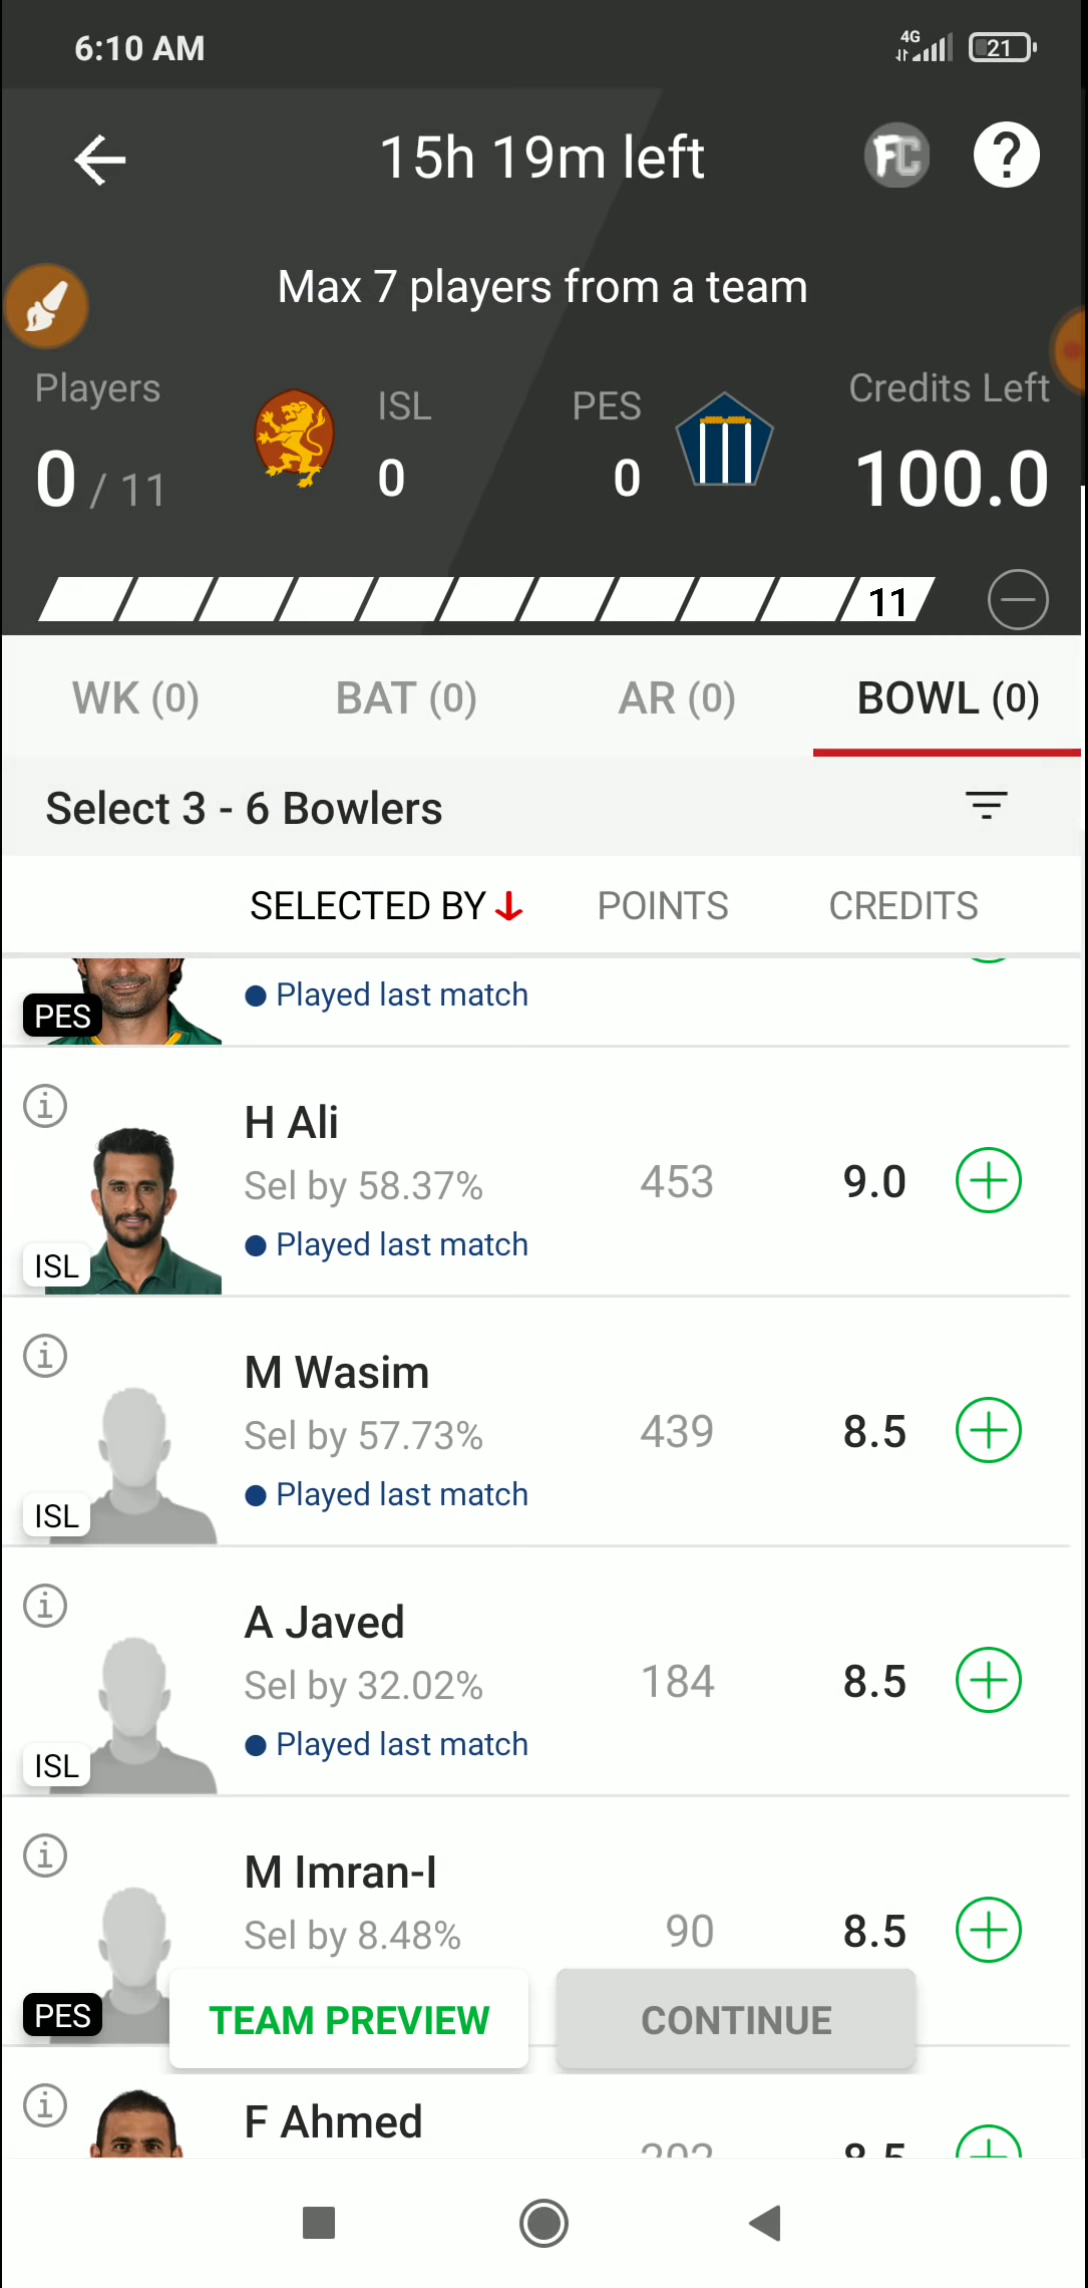 6:10 AM
4G
21
15h 19m left
FC
?
Max 7 players from a team
Players
ISL
PES
Credits Left
0 / 11
0
0
100.0
11
WK (0)
BAT (0)
AR (0)
BOWL (0)
Select 3 - 6 Bowlers
SELECTED BY
POINTS
CREDITS
PES
Played last match
H Ali
Sel by 58.37%
453
9.0
Played last match
ISL
M Wasim
Sel by 57.73%
439
8.5
Played last match
ISL
A Javed
Sel by 32.02%
184
8.5
Played last match
ISL
M Imran-I
Sel by 8.48%
90
8.5
PES
TEAM PREVIEW
CONTINUE
F Ahmed